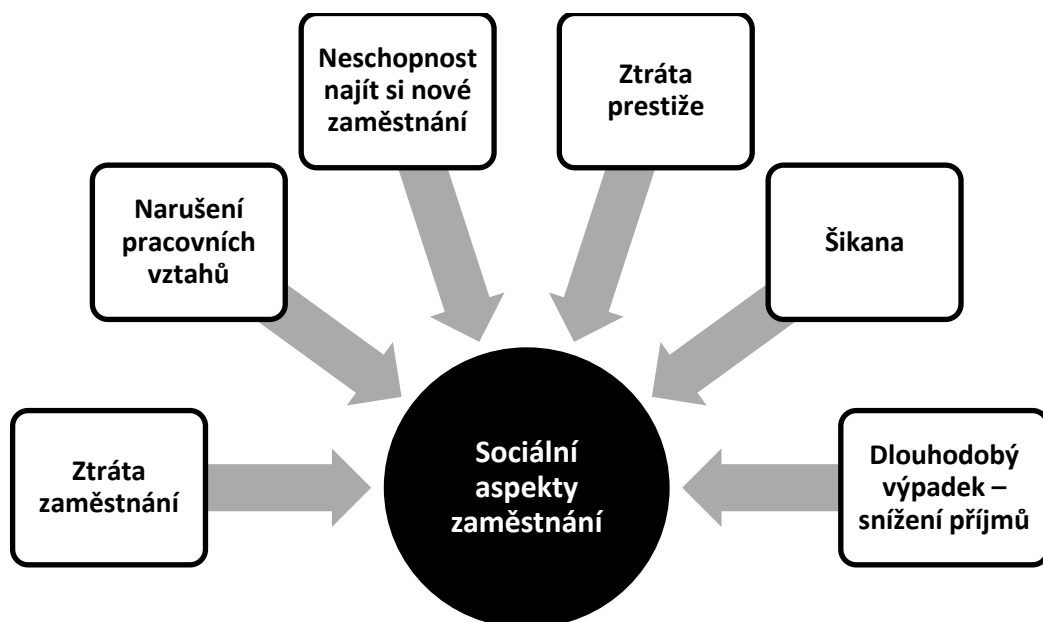 Neschopnost
najít si nové
zaměstnání
Ztráta
prestiže
Narušení
pracovních
vztahů
Šikana
Ztráta
zaměstnání
Sociální
aspekty
zaměstnání
Dlouhodobý
výpadek –
snížení příjmů